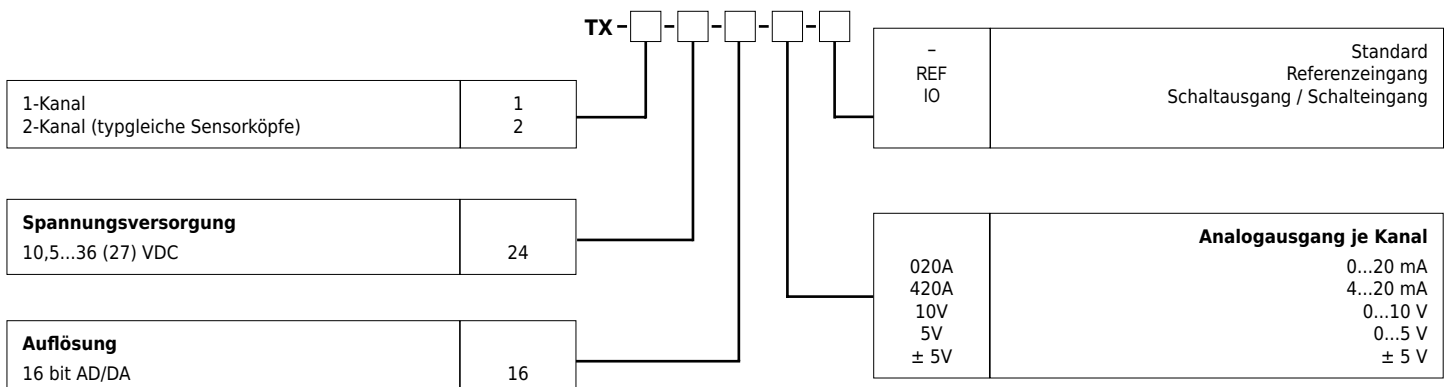 TX - - - - -
1-Kanal 1
2-Kanal (typgleiche Sensorköpfe) 2
Spannungsversorgung
10,5...36 (27) VDC 24
Auflösung
16 bit AD/DA 16
– Standard
REF Referenzeingang
IO Schaltausgang / Schalteingang
Analogausgang je Kanal
020A 0...20 mA
420A 4...20 mA
10V 0...10 V
5V 0...5 V
± 5V ± 5 V